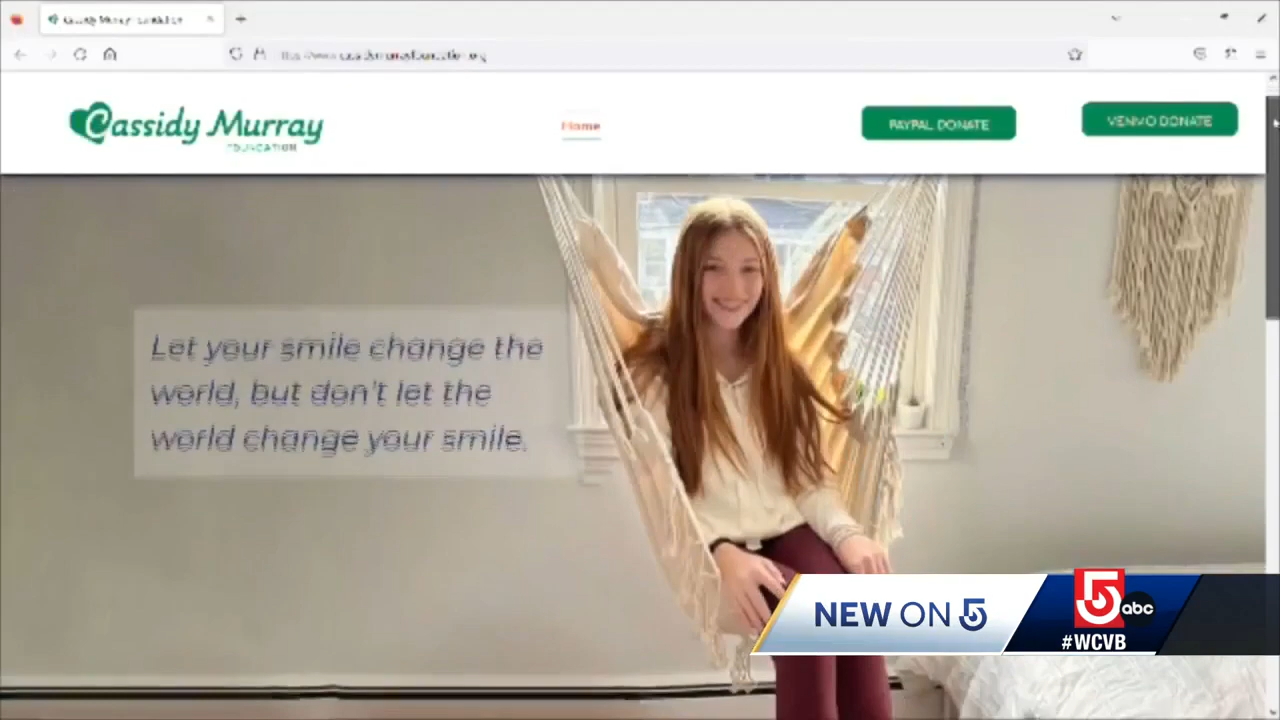 Cassidy Murray
FOUNDATION
Home
PAYPAL DONATE
VENMO DONATE
Let your smile change the
world, but don't let the
world change your smile.
NEW ON 5
5 abc
#WCVB